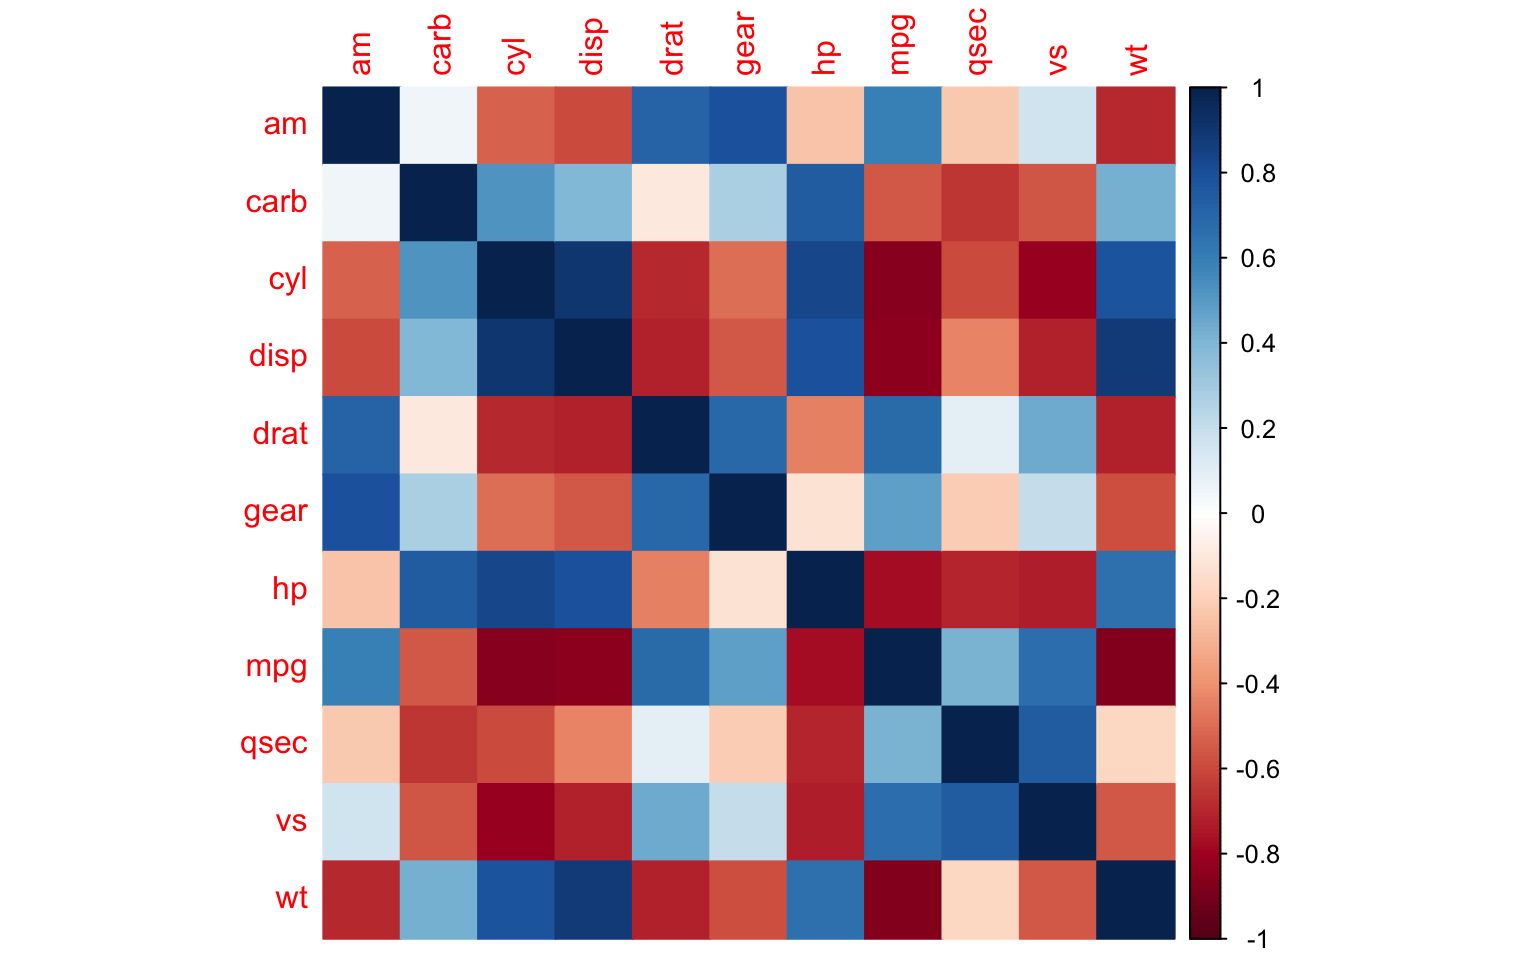 am carb cyl disp drat gear hp mpg qsec vs wt
am
carb
cyl
disp
drat
gear
hp
mpg
qsec
vs
wt
1
0.8
0.6
0.4
0.2
0
-0.2
-0.4
-0.6
-0.8
-1